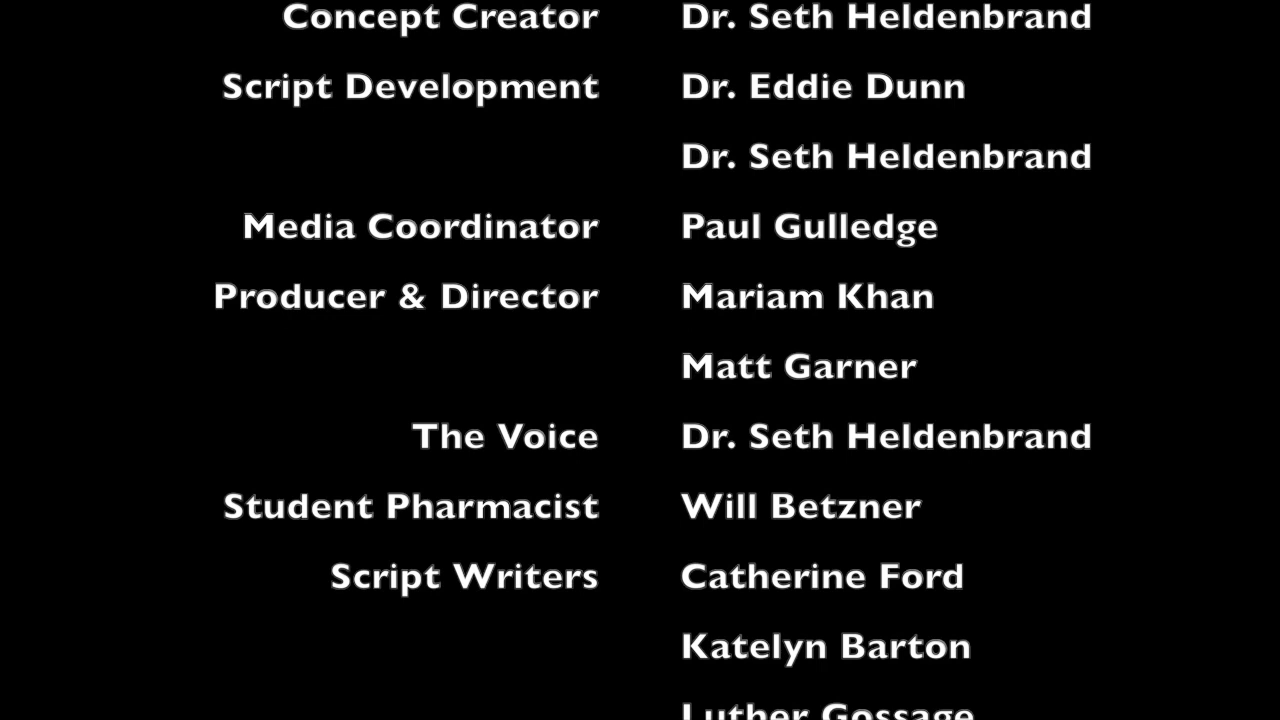 Concept Creator Dr. Seth Heldenbrand
Script Development Dr. Eddie Dunn
Dr. Seth Heldenbrand
Media Coordinator Paul Gulledge
Producer & Director Mariam Khan
Matt Garner
The Voice Dr. Seth Heldenbrand
Student Pharmacist Will Betzner
Script Writers Catherine Ford
Katelyn Barton
Luther Gossage